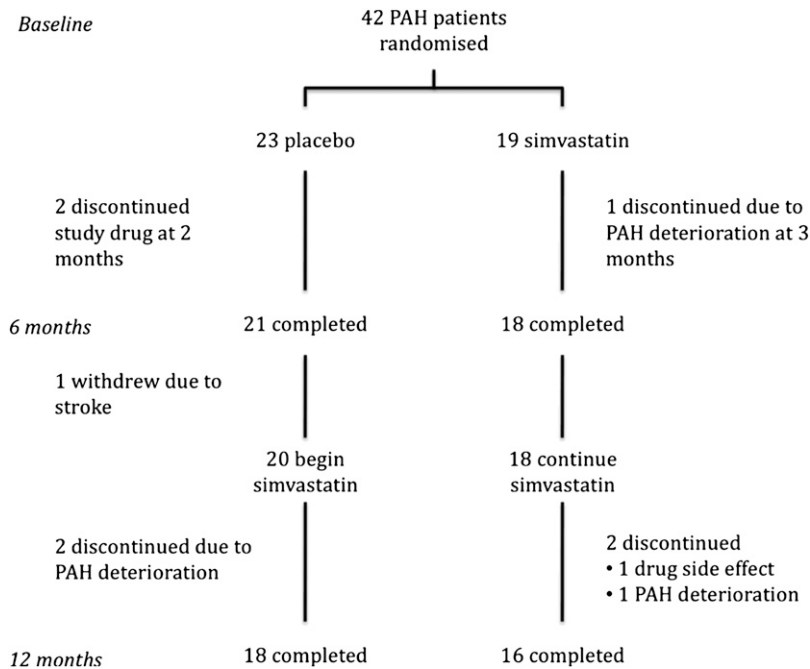 Baseline
42 PAH patients
randomised
23 placebo
19 simvastatin
2 discontinued
study drug at 2
months
1 discontinued due to
PAH deterioration at 3
months
6 months
21 completed
18 completed
1 withdrew due to
stroke
20 begin
simvastatin
18 continue
simvastatin
2 discontinued due to
PAH deterioration
2 discontinued
• 1 drug side effect
• 1 PAH deterioration
12 months
18 completed
16 completed